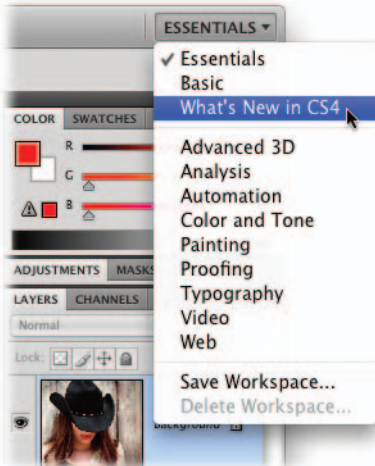 ESSENTIALS
Essentials
Basic
What's New in CS4
COLOR SWATCHES
R
G
B
Advanced 3D
Analysis
Automation
Color and Tone
Painting
Proofing
Typography
Video
Web
ADJUSTMENTS MASKS
LAYERS CHANNELS
Normal
Lock:
Save Workspace...
Delete Workspace...
Background